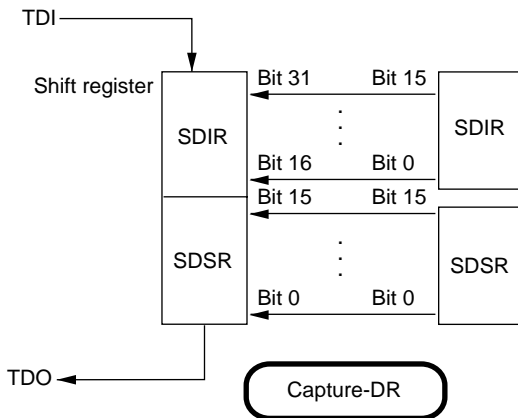 TDI
Shift register
Bit 31 Bit 15
SDIR
SDIR
Bit 16 Bit 0
Bit 15 Bit 15
SDSR
SDSR
Bit 0 Bit 0
TDO
Capture-DR